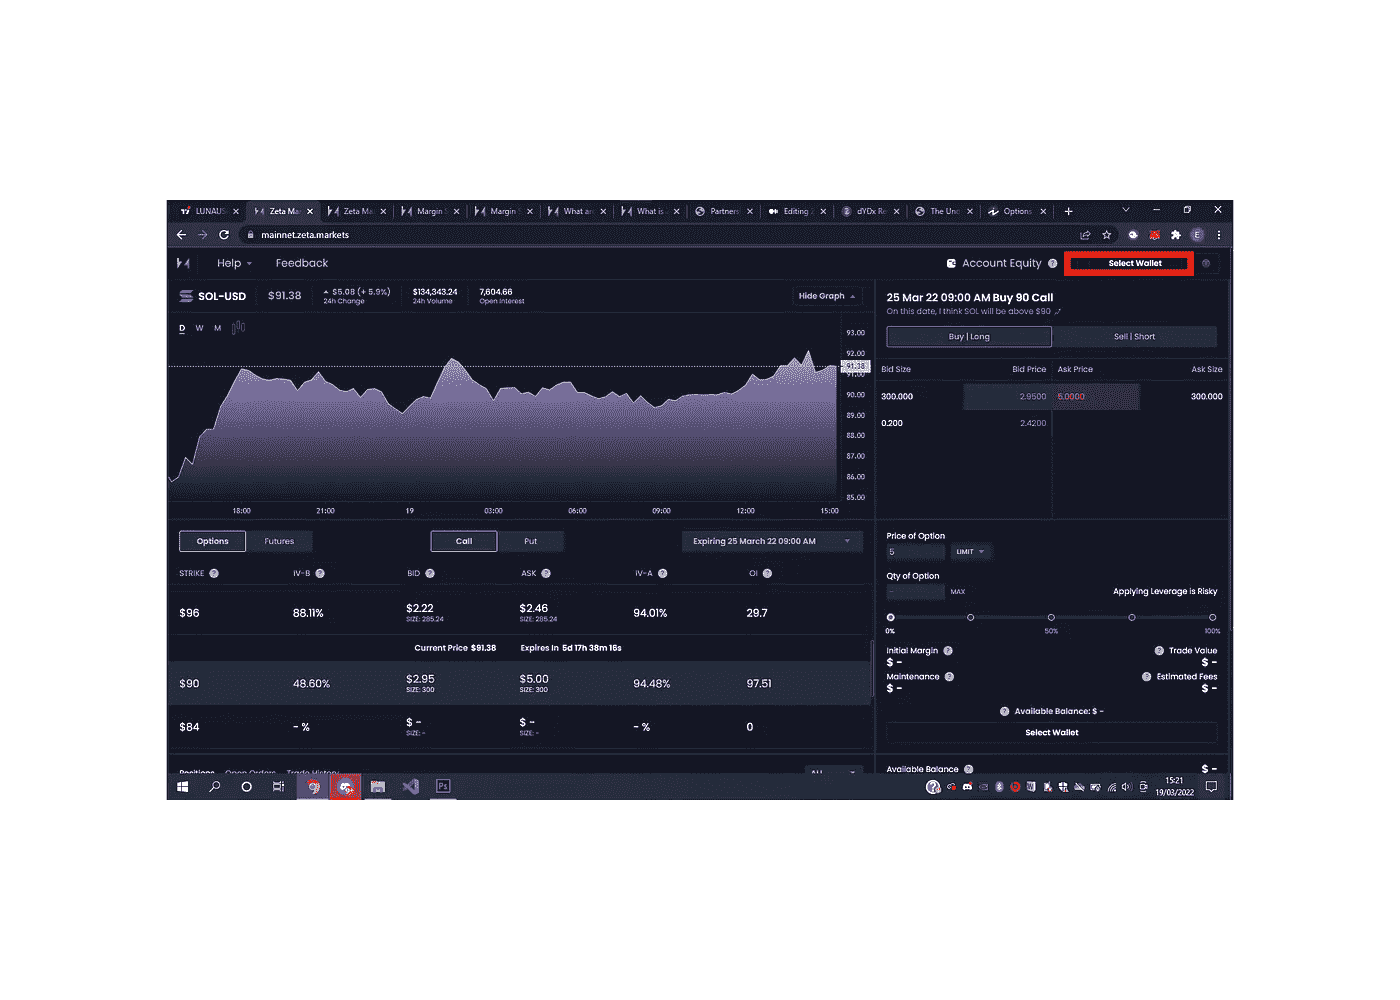 LUNAUS
Zeta Ma
Zeta Ma
Margin
Margin
What ar
What is
Partners
Editing
dYDx Re
The Un
Options
mainnet.zeta.markets
Help
Feedback
Account Equity
Select Wallet
SOL-USD
$91.38
$5.08 (+ 5.9%)
24h Change
$134,343.24
24h Volume
7,604.66
Open Interest
Hide Graph
D W M
93.00
92.00
91.38
91.00
90.00
89.00
88.00
87.00
86.00
85.00
18:00 21:00 19 03:00 06:00 09:00 12:00 15:00
25 Mar 22 09:00 AM Buy 90 Call
On this date, I think SOL will be above $90
Buy | Long
Sell | Short
Bid Size Bid Price Ask Price Ask Size
300.000 2.9500 5.0000 300.000
0.200 2.4200
Options Futures
Call Put
Expiring 25 March 22 09:00 AM
STRIKE IV-B BID ASK IV-A OI
$96 88.11% $2.22 $2.46 94.01% 29.7
SIZE: 285.24 SIZE: 285.24
Current Price $91.38 Expires In 5d 17h 38m 16s
$90 48.60% $2.95 $5.00 94.48% 97.51
SIZE: 300 SIZE: 300
$84 - % $ - $ - - % 0
SIZE: - SIZE: -
Positions Open Orders Trade History
ALL
Price of Option
5 LIMIT
Qty of Option
- MAX
Applying Leverage is Risky
0% 50% 100%
Initial Margin Trade Value
$ - $ -
Maintenance Estimated Fees
$ - $ -
Available Balance: $ -
Select Wallet
Available Balance $ -
E
Ps
15:21
19/03/2022